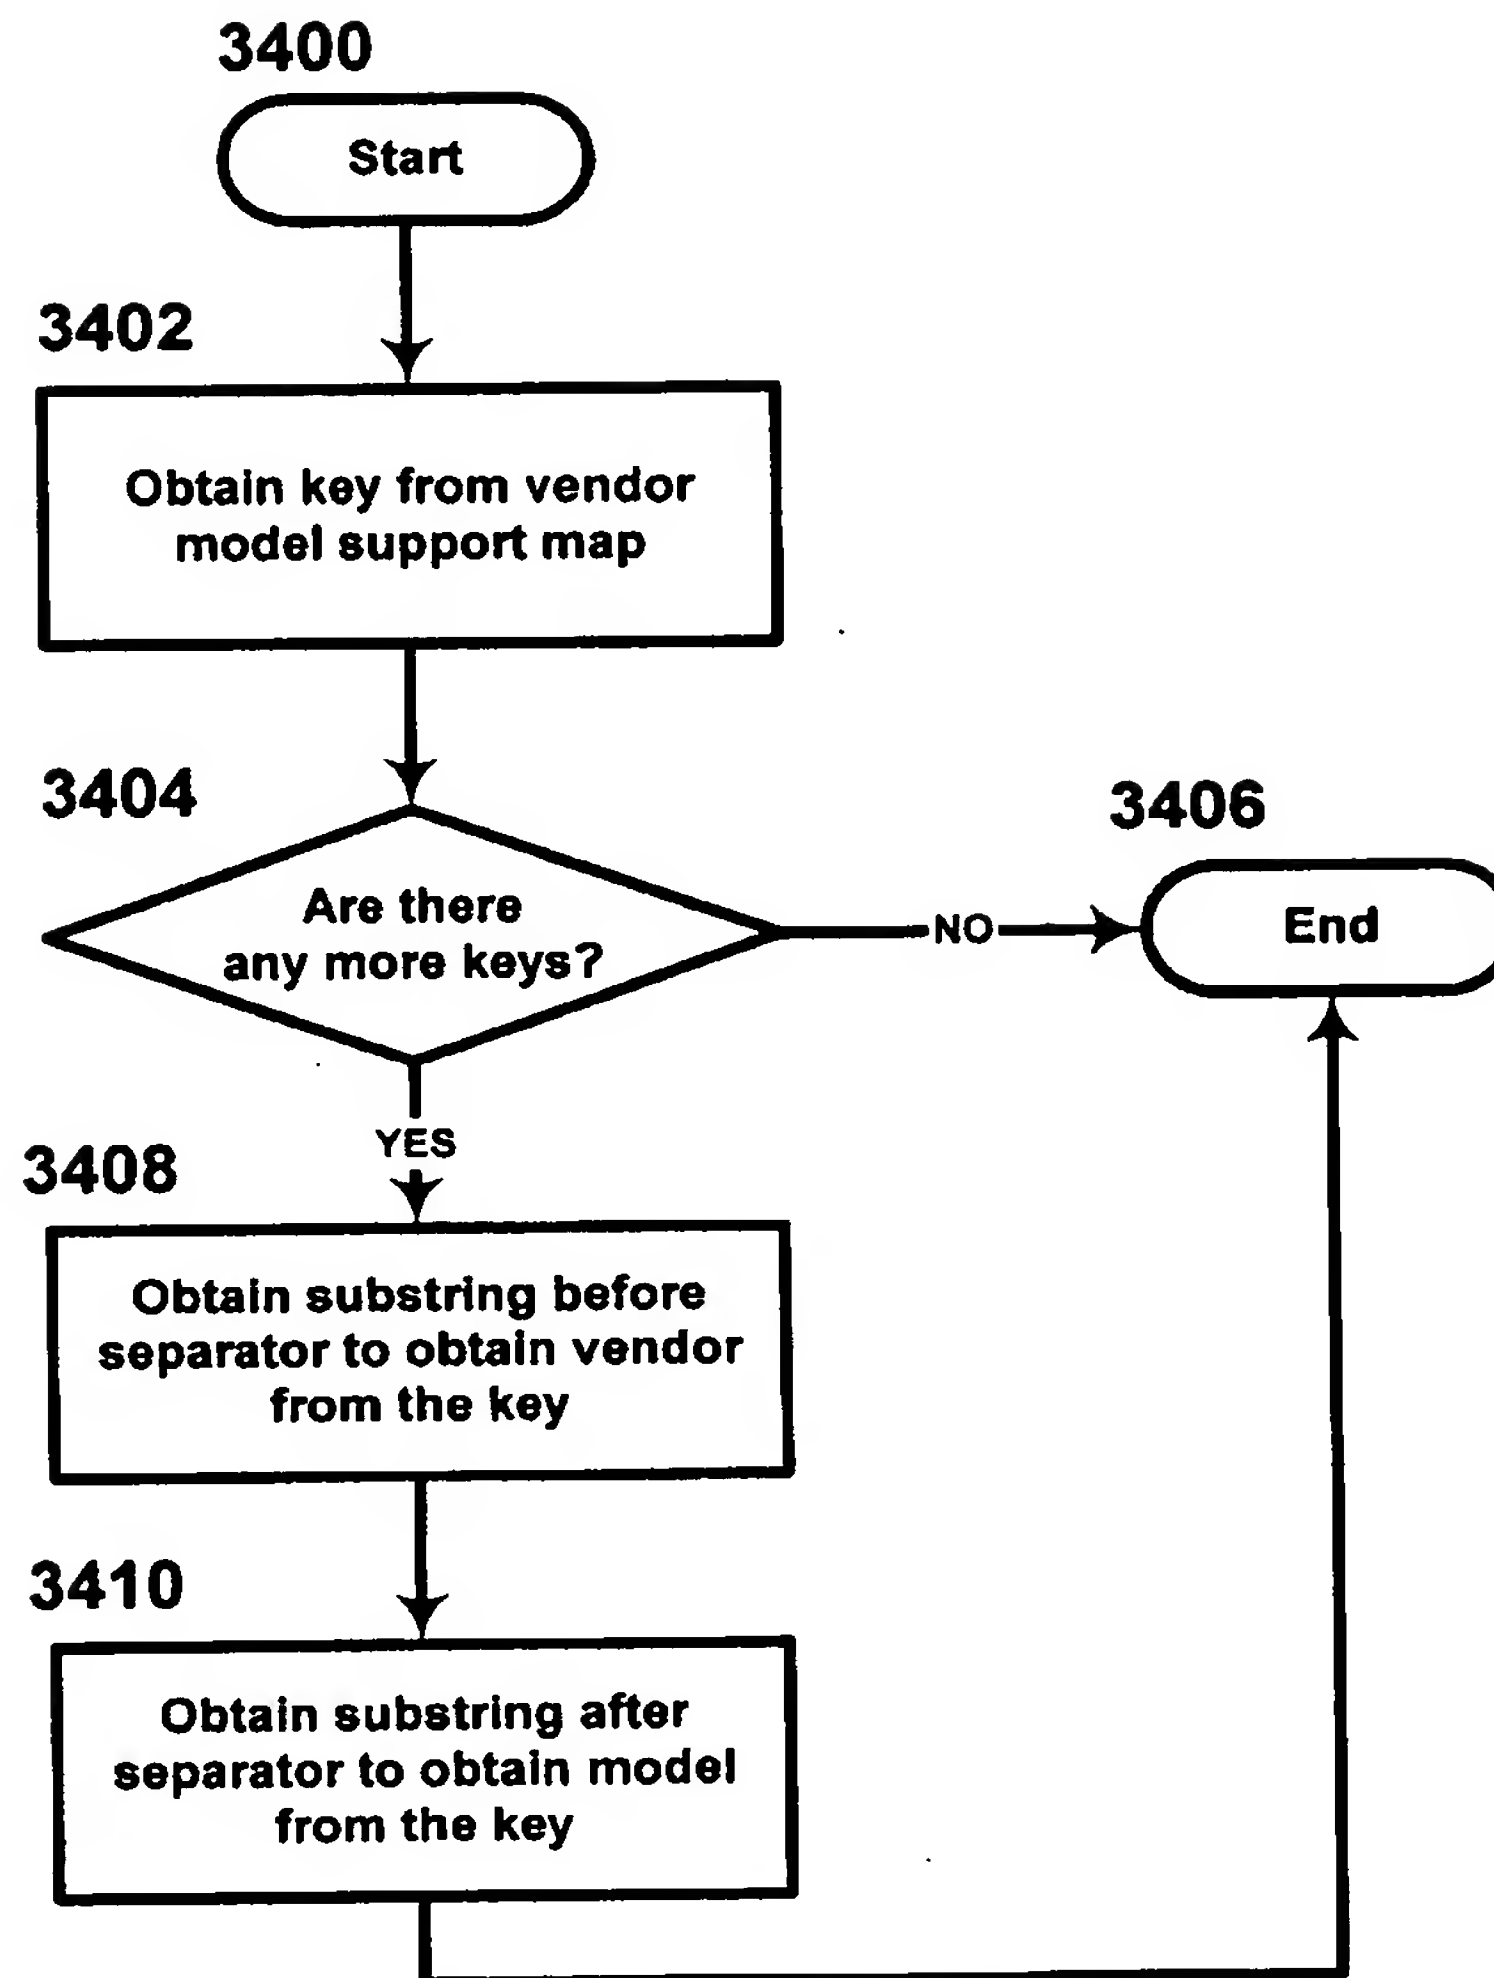 3400
Start
3402
Obtain key from vendor
model support map
3404
Are there
any more keys?
NO
3406
End
YES
3408
Obtain substring before
separator to obtain vendor
from the key
3410
Obtain substring after
separator to obtain model
from the key